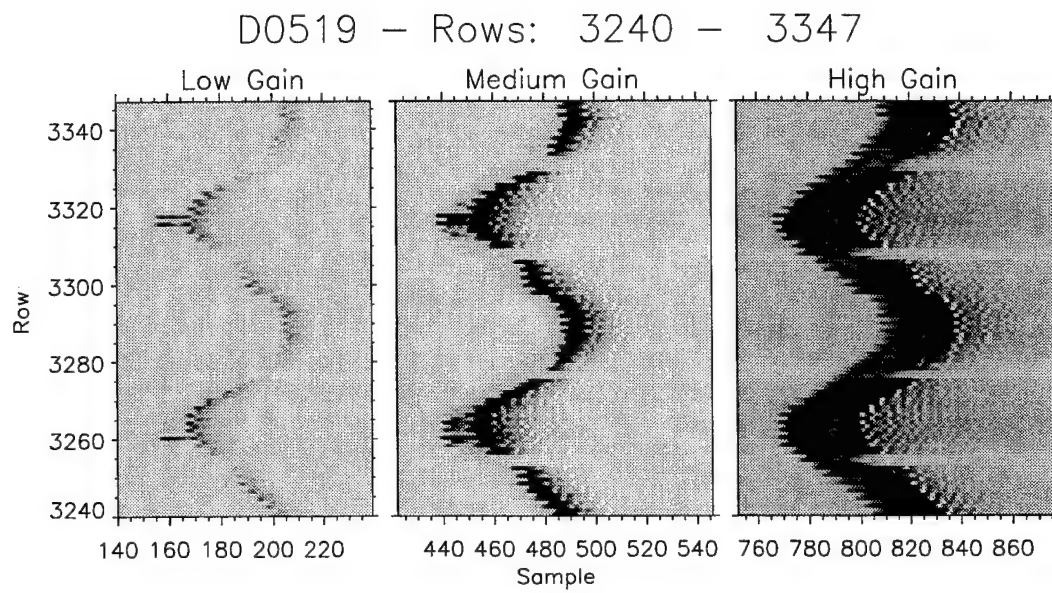 D0519 – Rows: 3240 – 3347
Low Gain
Medium Gain
High Gain
Row
3340
3320
3300
3280
3260
3240
140 160 180 200 220
440 460 480 500 520 540
760 780 800 820 840 860
Sample